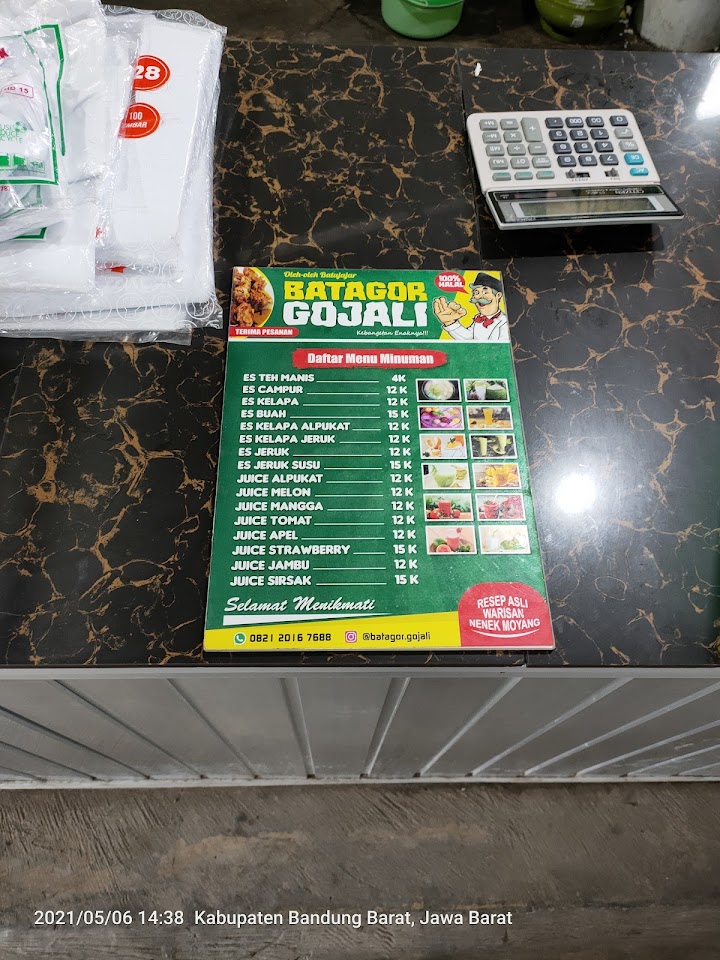 28
100
Oleh-oleh Batujajar
BATAGOR
GOJALI
100%
HALAL
TERIMA PESANAN
Kebangetan Enaknya!!!
Daftar Menu Minuman
ES TEH MANIS 4K
ES CAMPUR 12 K
ES KELAPA 12 K
ES BUAH 15 K
ES KELAPA ALPUKAT 12 K
ES KELAPA JERUK 12 K
ES JERUK 12 K
ES JERUK SUSU 15 K
JUICE ALPUKAT 12 K
JUICE MELON 12 K
JUICE MANGGA 12 K
JUICE TOMAT 12 K
JUICE APEL 12 K
JUICE STRAWBERRY 15 K
JUICE JAMBU 12 K
JUICE SIRSAK 15 K
Selamat Menikmati
RESEP ASLI
WARISAN
NENEK MOYANG
0821 2016 7688 @batagor.gojali
2021/05/06 14:38 Kabupaten Bandung Barat, Jawa Barat